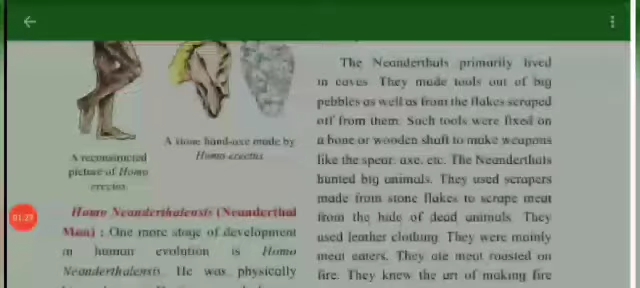 A stone hand-axe made by
Homo erectus
A reconstructed
picture of Homo
erectus
01:27
Homo Neanderthalensis (Neanderthal
Man) : One more stage of development
in human evolution is Homo
Neanderthalensis. He was physically
The Neanderthals primarily lived
in caves. They made tools out of big
pebbles as well as from the flakes scraped
off from them. Such tools were fixed on
a bone or wooden shaft to make weapons
like the spear, axe, etc. The Neanderthals
hunted big animals. They used scrapers
made from stone flakes to scrape meat
from the hide of dead animals. They
used leather clothing. They were mainly
meat eaters. They ate meat roasted on
fire. They knew the art of making fire